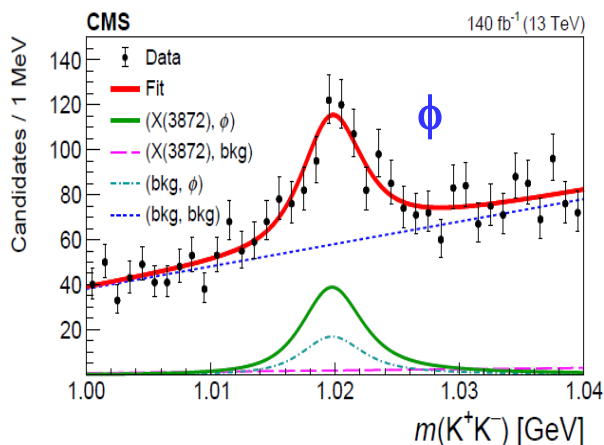 CMS
140 fb⁻¹ (13 TeV)
Candidates / 1 MeV
140
120
100
80
60
40
20
Data
Fit
(X(3872), ϕ)
(X(3872), bkg)
(bkg, ϕ)
(bkg, bkg)
ϕ
1.00
1.01
1.02
1.03
1.04
m(K⁺K⁻) [GeV]